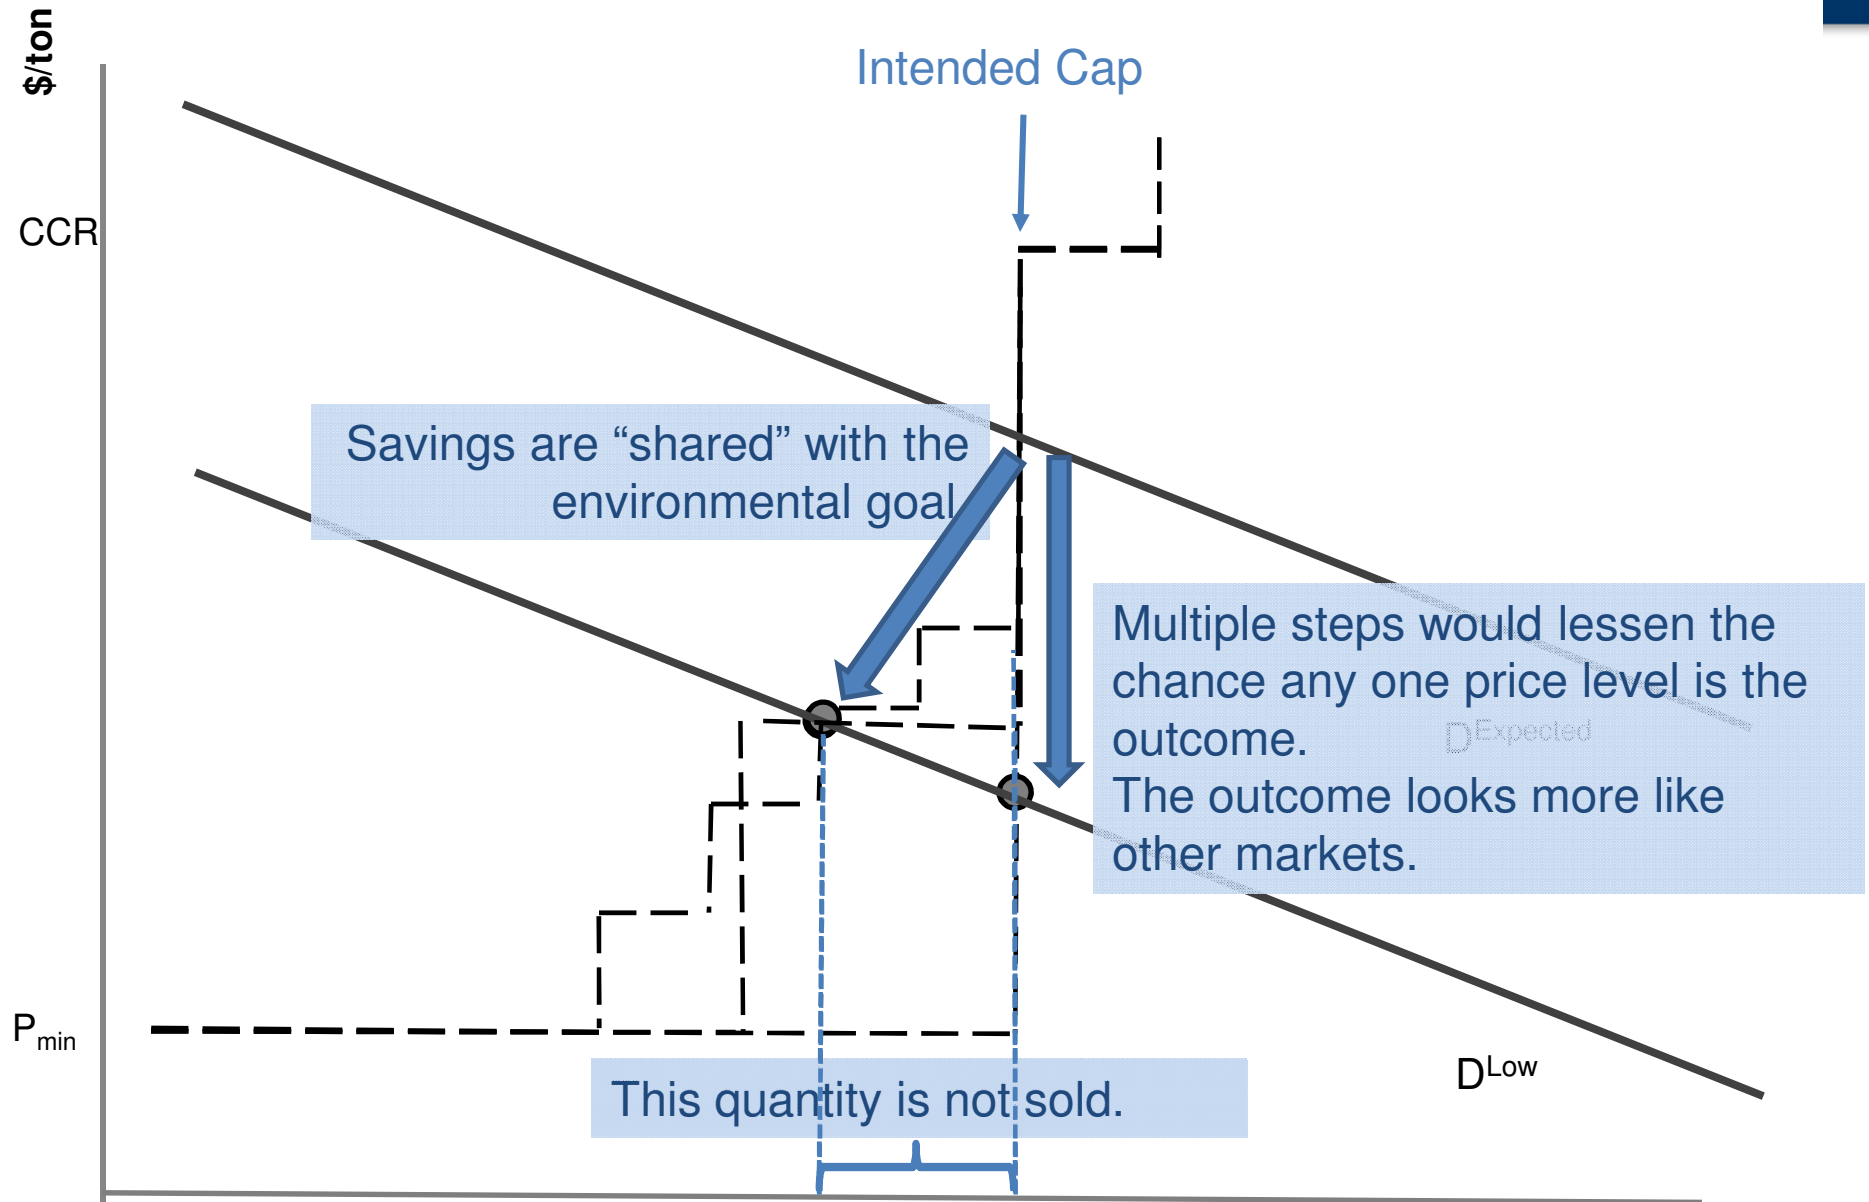 $/ton
Intended Cap
CCR
Savings are “shared” with the
environmental goal
Multiple steps would lessen the
chance any one price level is the
outcome.
DExpected
The outcome looks more like
other markets.
Pmin
DLow
This quantity is not sold.